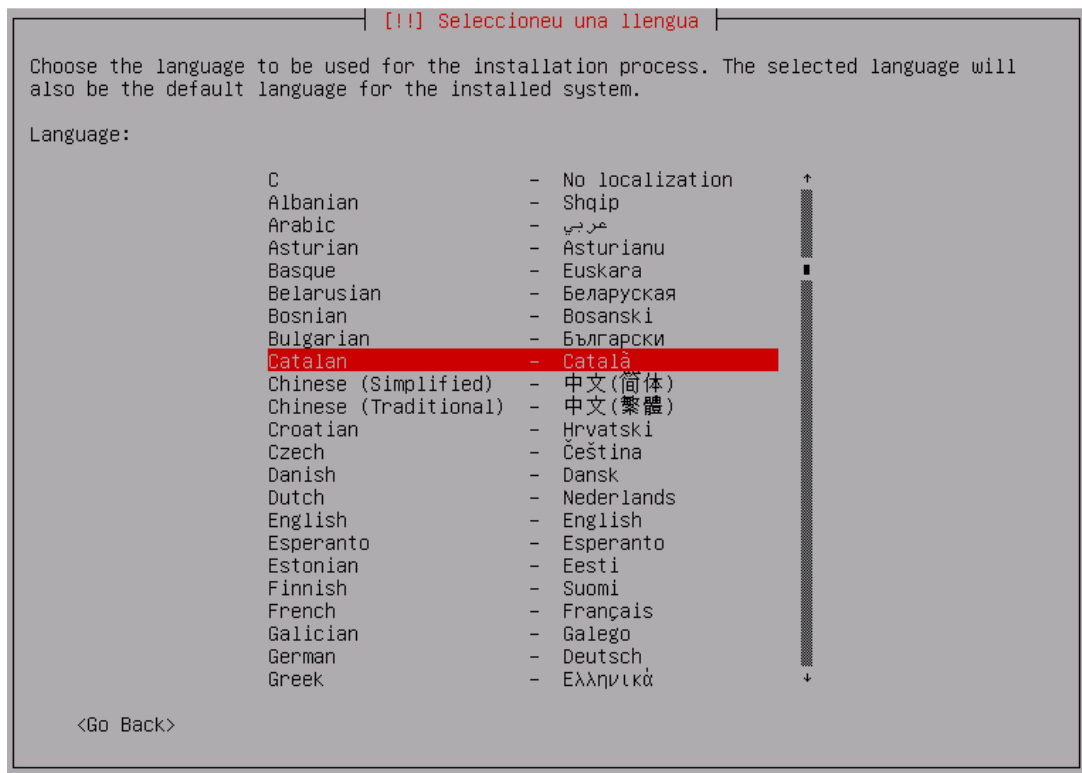 [!!] Seleccioneu una llengua
Choose the language to be used for the installation process. The selected language will
also be the default language for the installed system.
Language:
C - No localization
Albanian - Shqip
Arabic - عربي
Asturian - Asturianu
Basque - Euskara
Belarusian - Беларуская
Bosnian - Bosanski
Bulgarian - Български
Catalan - Català
Chinese (Simplified) - 中文(简体)
Chinese (Traditional) - 中文(繁體)
Croatian - Hrvatski
Czech - Čeština
Danish - Dansk
Dutch - Nederlands
English - English
Esperanto - Esperanto
Estonian - Eesti
Finnish - Suomi
French - Français
Galician - Galego
German - Deutsch
Greek - Ελληνικά
<Go Back>